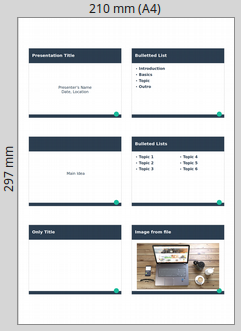 210 mm (A4)
297 mm
Presentation Title
Presenter's Name
Date, Location
Bulletted List
• Introduction
• Basics
• Topic
• Outro
Main Idea
Bulleted Lists
• Topic 1
• Topic 2
• Topic 3
• Topic 4
• Topic 5
• Topic 6
Only Title
Image from file